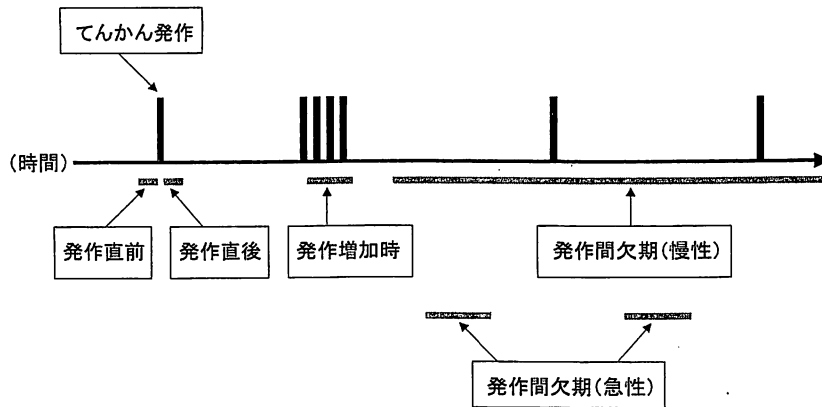 てんかん発作
(時間)
発作直前
発作直後
発作増加時
発作間欠期(慢性)
発作間欠期(急性)